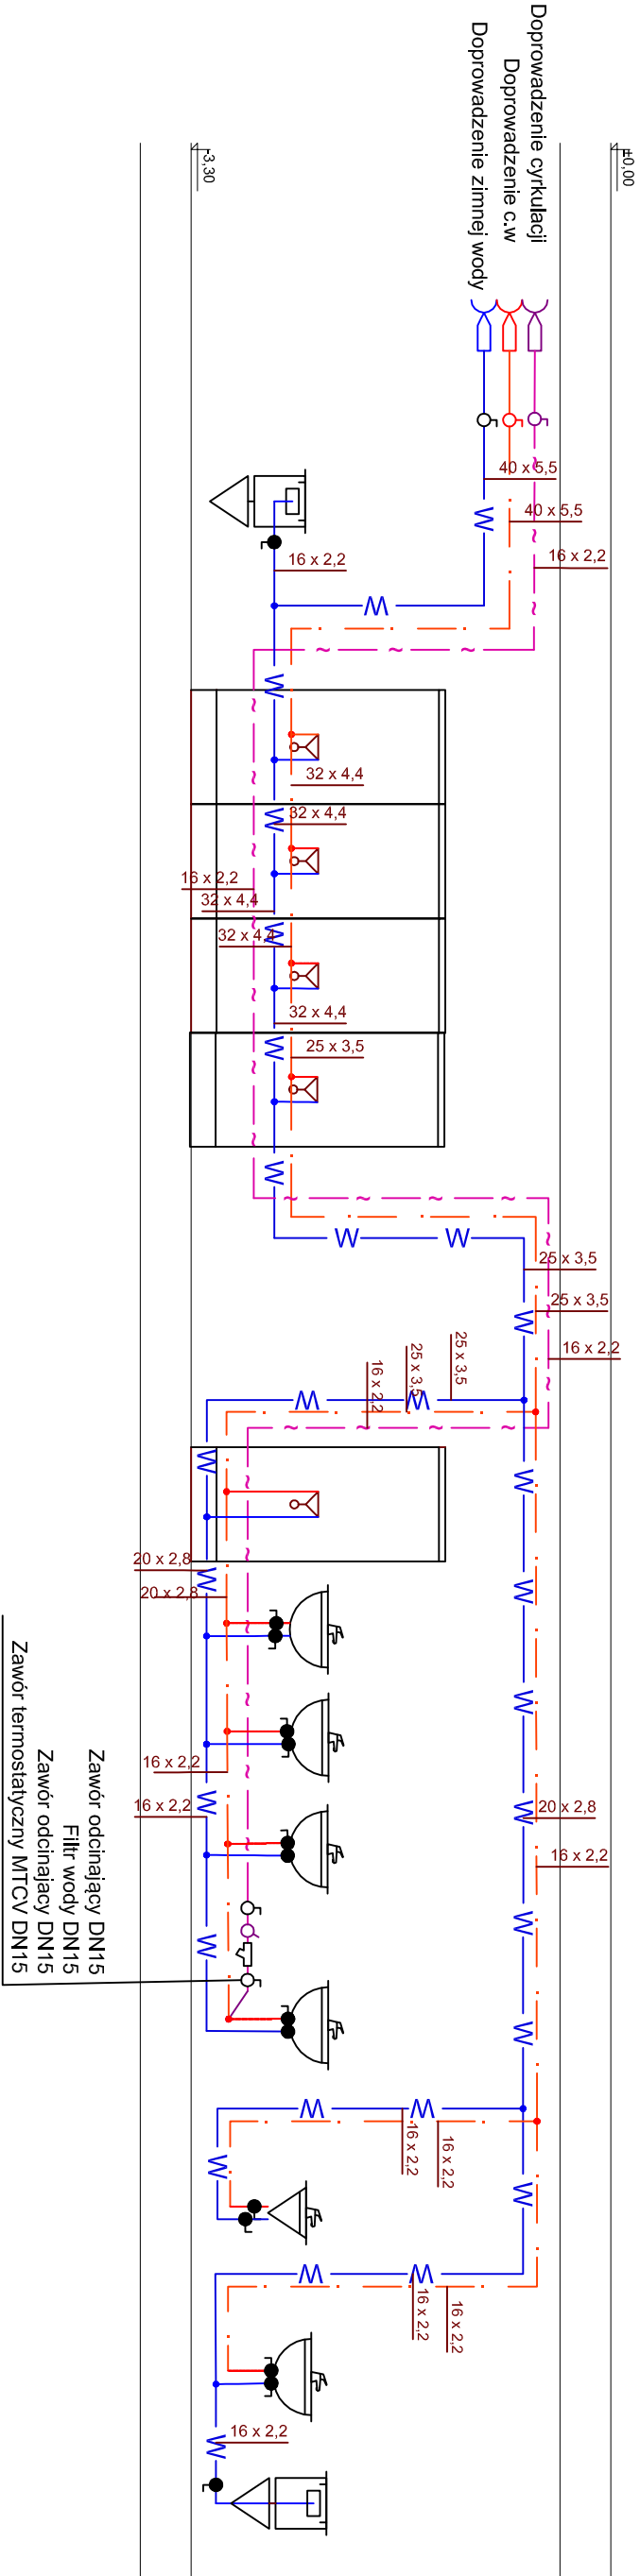 ±0,00
-3,30
Doprowadzenie cyrkulacji
Doprowadzenie c.w
Doprowadzenie zimnej wody
40 x 5,5
40 x 5,5
16 x 2,2
16 x 2,2
32 x 4,4
32 x 4,4
16 x 2,2
32 x 4,4
32 x 4,4
32 x 4,4
25 x 3,5
25 x 3,5
25 x 3,5
16 x 2,2
25 x 3,5
25 x 3,5
16 x 2,2
20 x 2,8
20 x 2,8
16 x 2,2
16 x 2,2
20 x 2,8
16 x 2,2
Zawór odcinający DN15
Filtr wody DN15
Zawór odcinajacy DN15
Zawór termostatyczny MTCV DN15
16 x 2,2
16 x 2,2
16 x 2,2
16 x 2,2
16 x 2,2